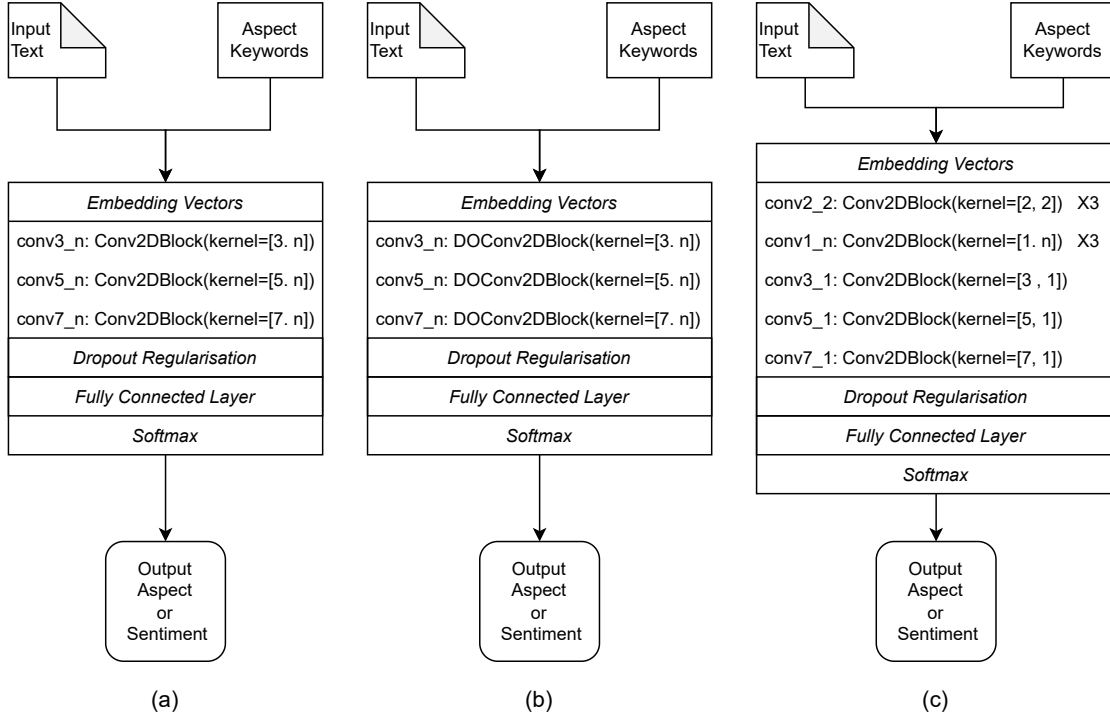 Input
Text
Aspect
Keywords
Embedding Vectors
conv3_n: Conv2DBlock(kernel=[3. n])
conv5_n: Conv2DBlock(kernel=[5. n])
conv7_n: Conv2DBlock(kernel=[7. n])
Dropout Regularisation
Fully Connected Layer
Softmax
Output
Aspect
or
Sentiment
(a)
Input
Text
Aspect
Keywords
Embedding Vectors
conv3_n: DOConv2DBlock(kernel=[3. n])
conv5_n: DOConv2DBlock(kernel=[5. n])
conv7_n: DOConv2DBlock(kernel=[7. n])
Dropout Regularisation
Fully Connected Layer
Softmax
Output
Aspect
or
Sentiment
(b)
Input
Text
Aspect
Keywords
Embedding Vectors
conv2_2: Conv2DBlock(kernel=[2, 2]) X3
conv1_n: Conv2DBlock(kernel=[1. n]) X3
conv3_1: Conv2DBlock(kernel=[3 , 1])
conv5_1: Conv2DBlock(kernel=[5, 1])
conv7_1: Conv2DBlock(kernel=[7, 1])
Dropout Regularisation
Fully Connected Layer
Softmax
Output
Aspect
or
Sentiment
(c)